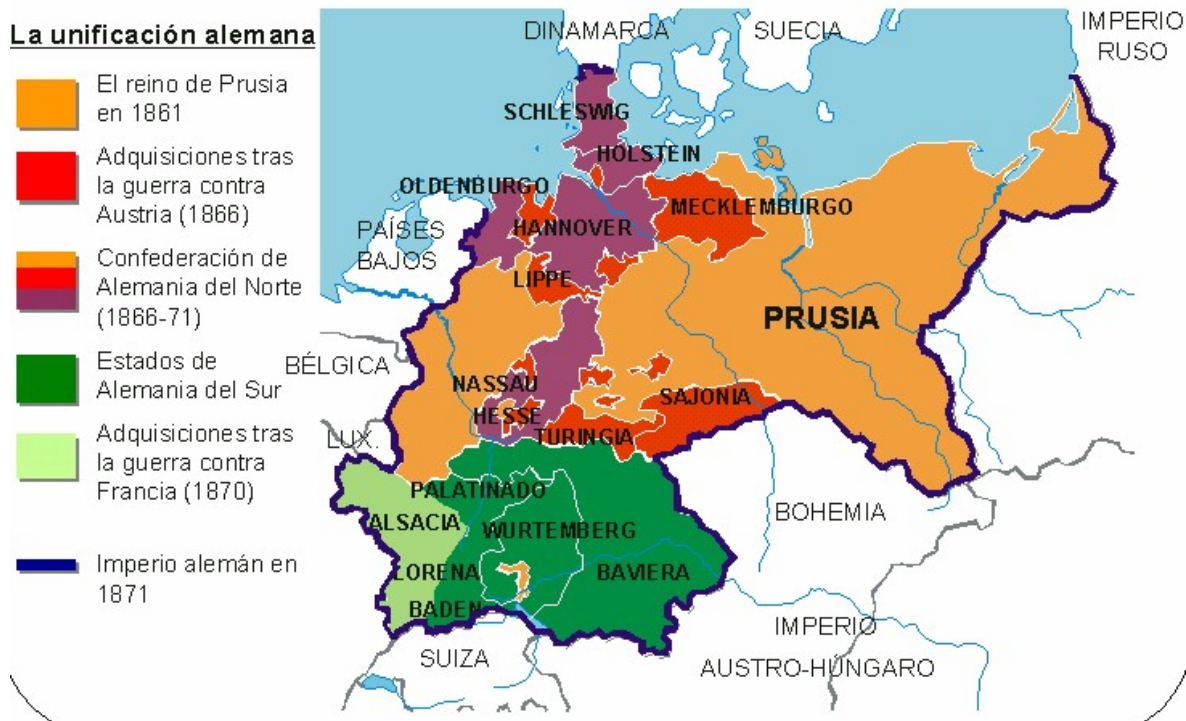 La unificación alemana
El reino de Prusia
en 1861
Adquisiciones tras
la guerra contra
Austria (1866)
Confederación de
Alemania del Norte
(1866-71)
Estados de
Alemania del Sur
Adquisiciones tras
la guerra contra
Francia (1870)
Imperio alemán en
1871
DINAMARCA
SUECIA
IMPERIO
RUSO
SCHLESWIG
HOLSTEIN
OLDENBURGO
MECKLEMBURGO
PAÍSES
BAJOS
HANNOVER
LIPPE
PRUSIA
BÉLGICA
NASSAU
HESSE
SAJONIA
TURINGIA
LUX.
PALATINADO
ALSACIA
WURTEMBERG
BOHEMIA
LORENA
BAVIERA
BADEN
IMPERIO
AUSTRO-HÚNGARO
SUIZA